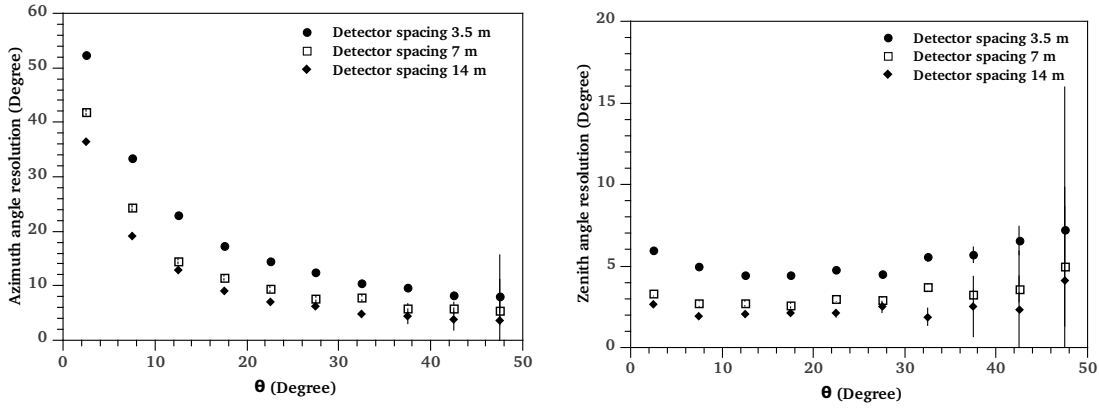 60
50
40
30
20
10
0
Azimuth angle resolution (Degree)
Detector spacing 3.5 m
Detector spacing 7 m
Detector spacing 14 m
0 10 20 30 40 50
θ (Degree)
20
15
10
5
0
Zenith angle resolution (Degree)
Detector spacing 3.5 m
Detector spacing 7 m
Detector spacing 14 m
0 10 20 30 40 50
θ (Degree)